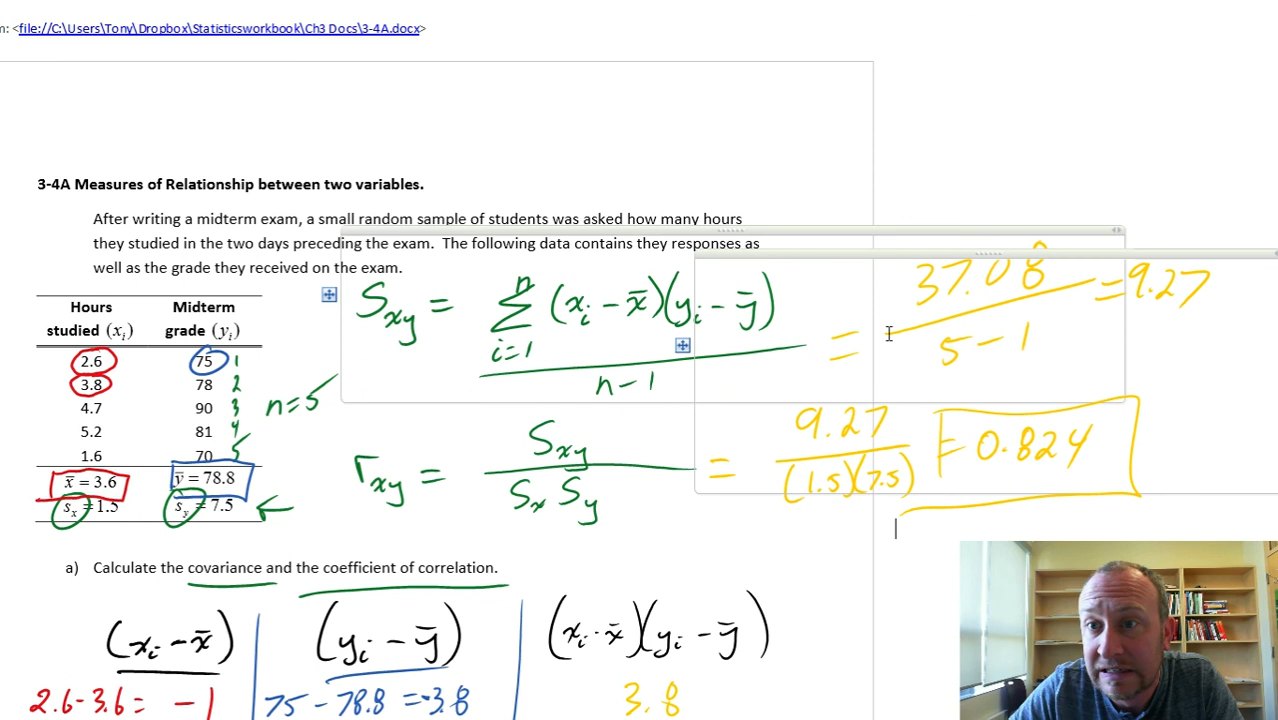 m: <file://C:\Users\Tony\Dropbox\Statisticsworkbook\Ch3 Docs\3-4A.docx>
3-4A Measures of Relationship between two variables.
After writing a midterm exam, a small random sample of students was asked how many hours
they studied in the two days preceding the exam.  The following data contains they responses as
well as the grade they received on the exam.
Hours studied (xᵢ) Midterm grade (yᵢ)
2.6 75 1
3.8 78 2
4.7 90 3
5.2 81 4
1.6 70 5
x̄ = 3.6 ȳ = 78.8
sₓ = 1.5 s_y = 7.5
n=5
S_xy = Σ_{i=1}^{n} (xᵢ - x̄)(yᵢ - ȳ) / n-1 = 37.08 / 5-1 = 9.27
r_xy = S_xy / Sₓ S_y = 9.27 / (1.5)(7.5) = 0.824
a) Calculate the covariance and the coefficient of correlation.
(xᵢ - x̄) (yᵢ - ȳ) (xᵢ - x̄)(yᵢ - ȳ)
2.6-3.6= -1 75-78.8 =-3.8 3.8